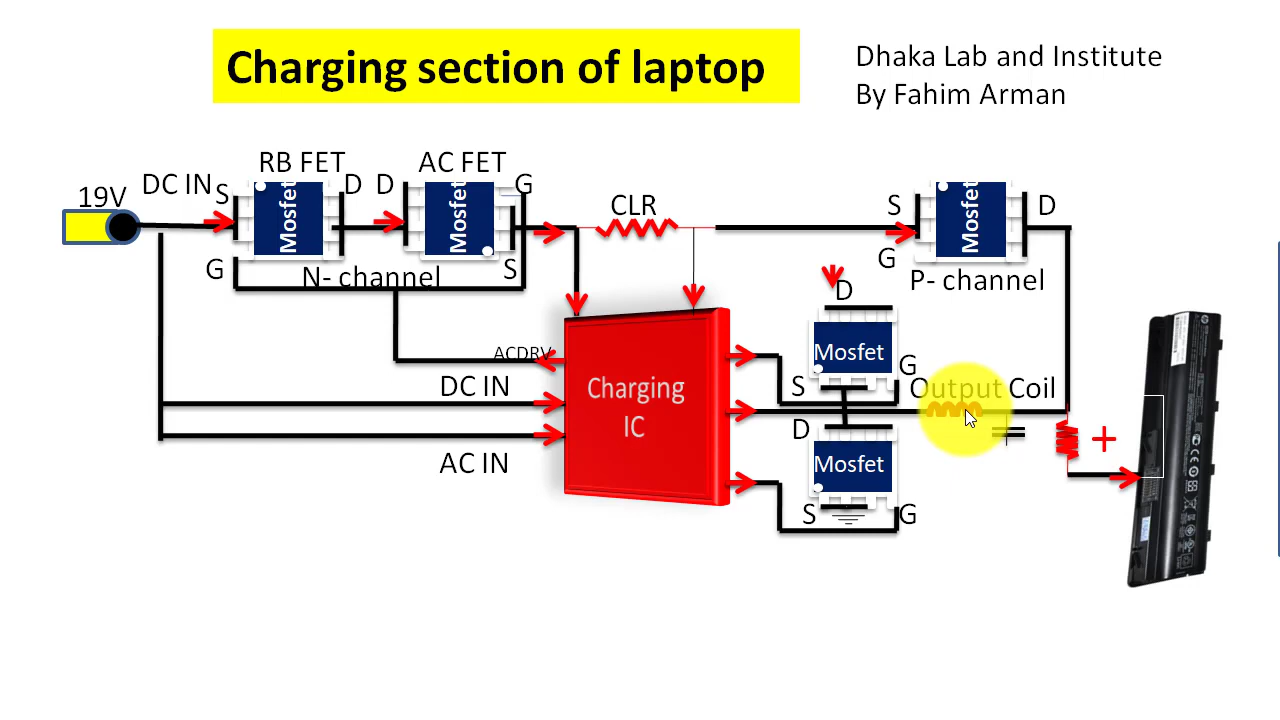 Charging section of laptop
Dhaka Lab and Institute
By Fahim Arman
19V
DC IN
S
RB FET
Mosfet
D
G
D
AC FET
Mosfet
G
S
N- channel
CLR
S
G
Mosfet
D
P- channel
ACDRV
DC IN
AC IN
Charging
IC
D
Mosfet
S
G
Output Coil
D
Mosfet
S
G
+